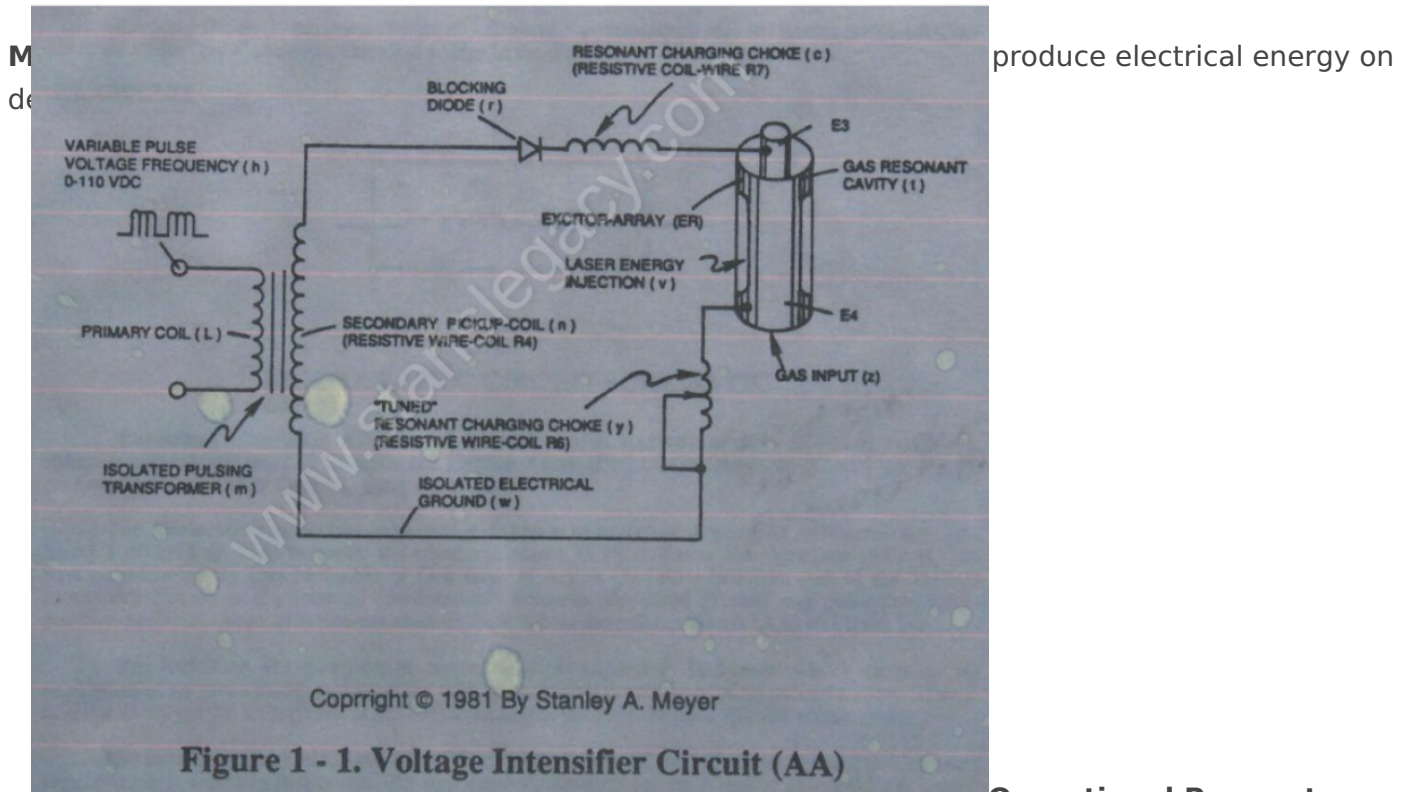 produce electrical energy on
RESONANT CHARGING CHOKE ( c )
(RESISTIVE COIL-WIRE R7)
BLOCKING
DIODE ( r )
E3
VARIABLE PULSE
VOLTAGE FREQUENCY ( h )
0-110 VDC
GAS RESONANT
CAVITY ( t )
EXCITOR-ARRAY (ER)
LASER ENERGY
INJECTION ( v )
E4
PRIMARY COIL ( L )
SECONDARY PICKUP-COIL ( n )
(RESISTIVE WIRE-COIL R4)
GAS INPUT (z)
"TUNED"
RESONANT CHARGING CHOKE ( y )
(RESISTIVE WIRE-COIL R6)
ISOLATED PULSING
TRANSFORMER ( m )
ISOLATED ELECTRICAL
GROUND ( w )
www.stanslegacy.com
Coprright © 1981 By Stanley A. Meyer
Figure 1 - 1. Voltage Intensifier Circuit (AA)